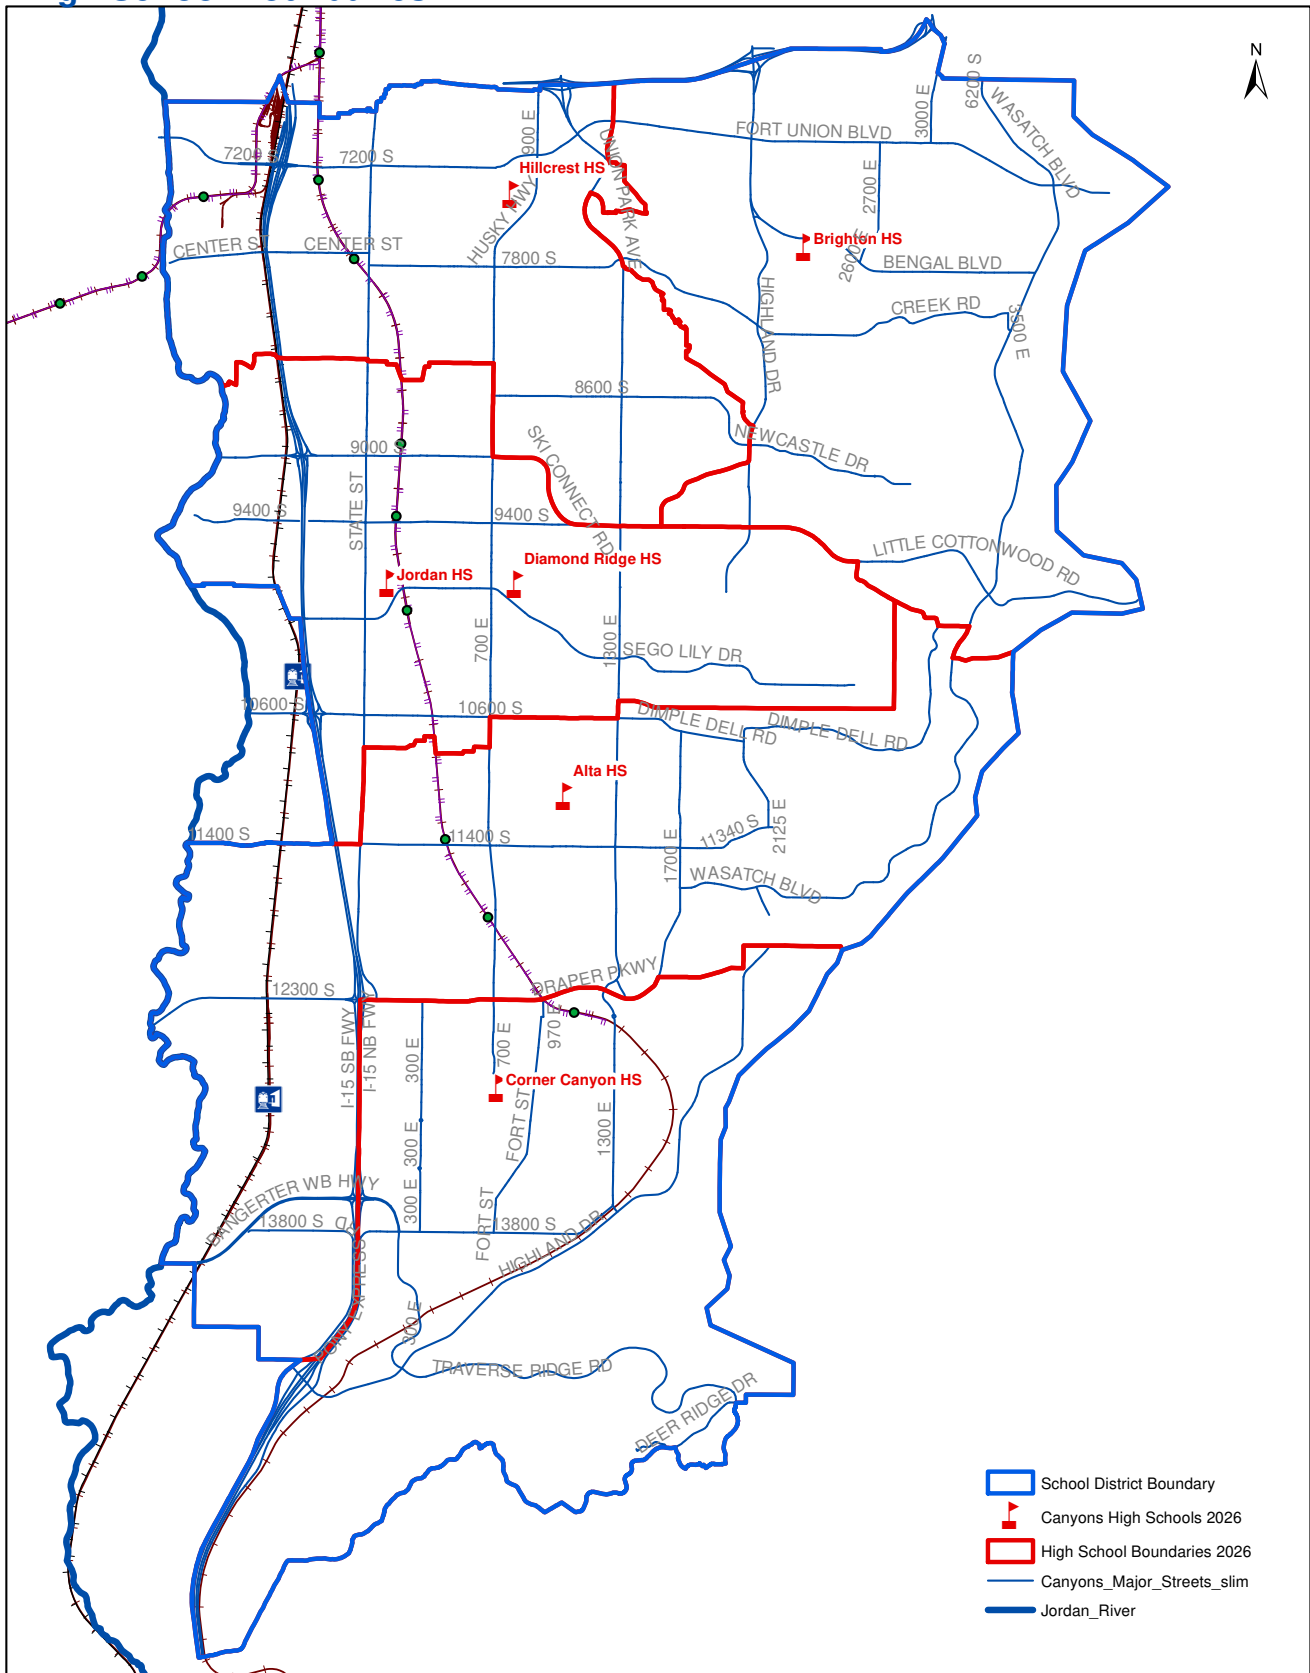 N
6200 S
WASATCH BLVD
3000 E
900 E
FORT UNION BLVD
UNION PARK AVE
7200 S
7200 S
Hillcrest HS
2700 E
HUSKY HWY
CENTER ST
CENTER ST
7800 S
Brighton HS
2600 E
BENGAL BLVD
HIGHLAND DR
CREEK RD
3500 E
8600 S
NEWCASTLE DR
SKI CONNECT RD
9000 S
STATE ST
9400 S
9400 S
LITTLE COTTONWOOD RD
Jordan HS
Diamond Ridge HS
700 E
1300 E
SEGO LILY DR
10600 S
10600 S
DIMPLE DELL RD
DIMPLE DELL RD
Alta HS
11400 S
11400 S
1700 E
11340 S
2125 E
WASATCH BLVD
DRAPER PKWY
12300 S
I-15 SB FWY
I-15 NB FWY
300 E
700 E
970 E
Corner Canyon HS
FORT ST
1300 E
300 E
300 E
BANGERTER WB HWY
13800 S
FORT ST
13800 S
HIGHLAND DR
PONY EXPRESS RD
300 E
TRAVERSE RIDGE RD
DEER RIDGE DR
School District Boundary
Canyons High Schools 2026
High School Boundaries 2026
Canyons_Major_Streets_slim
Jordan_River